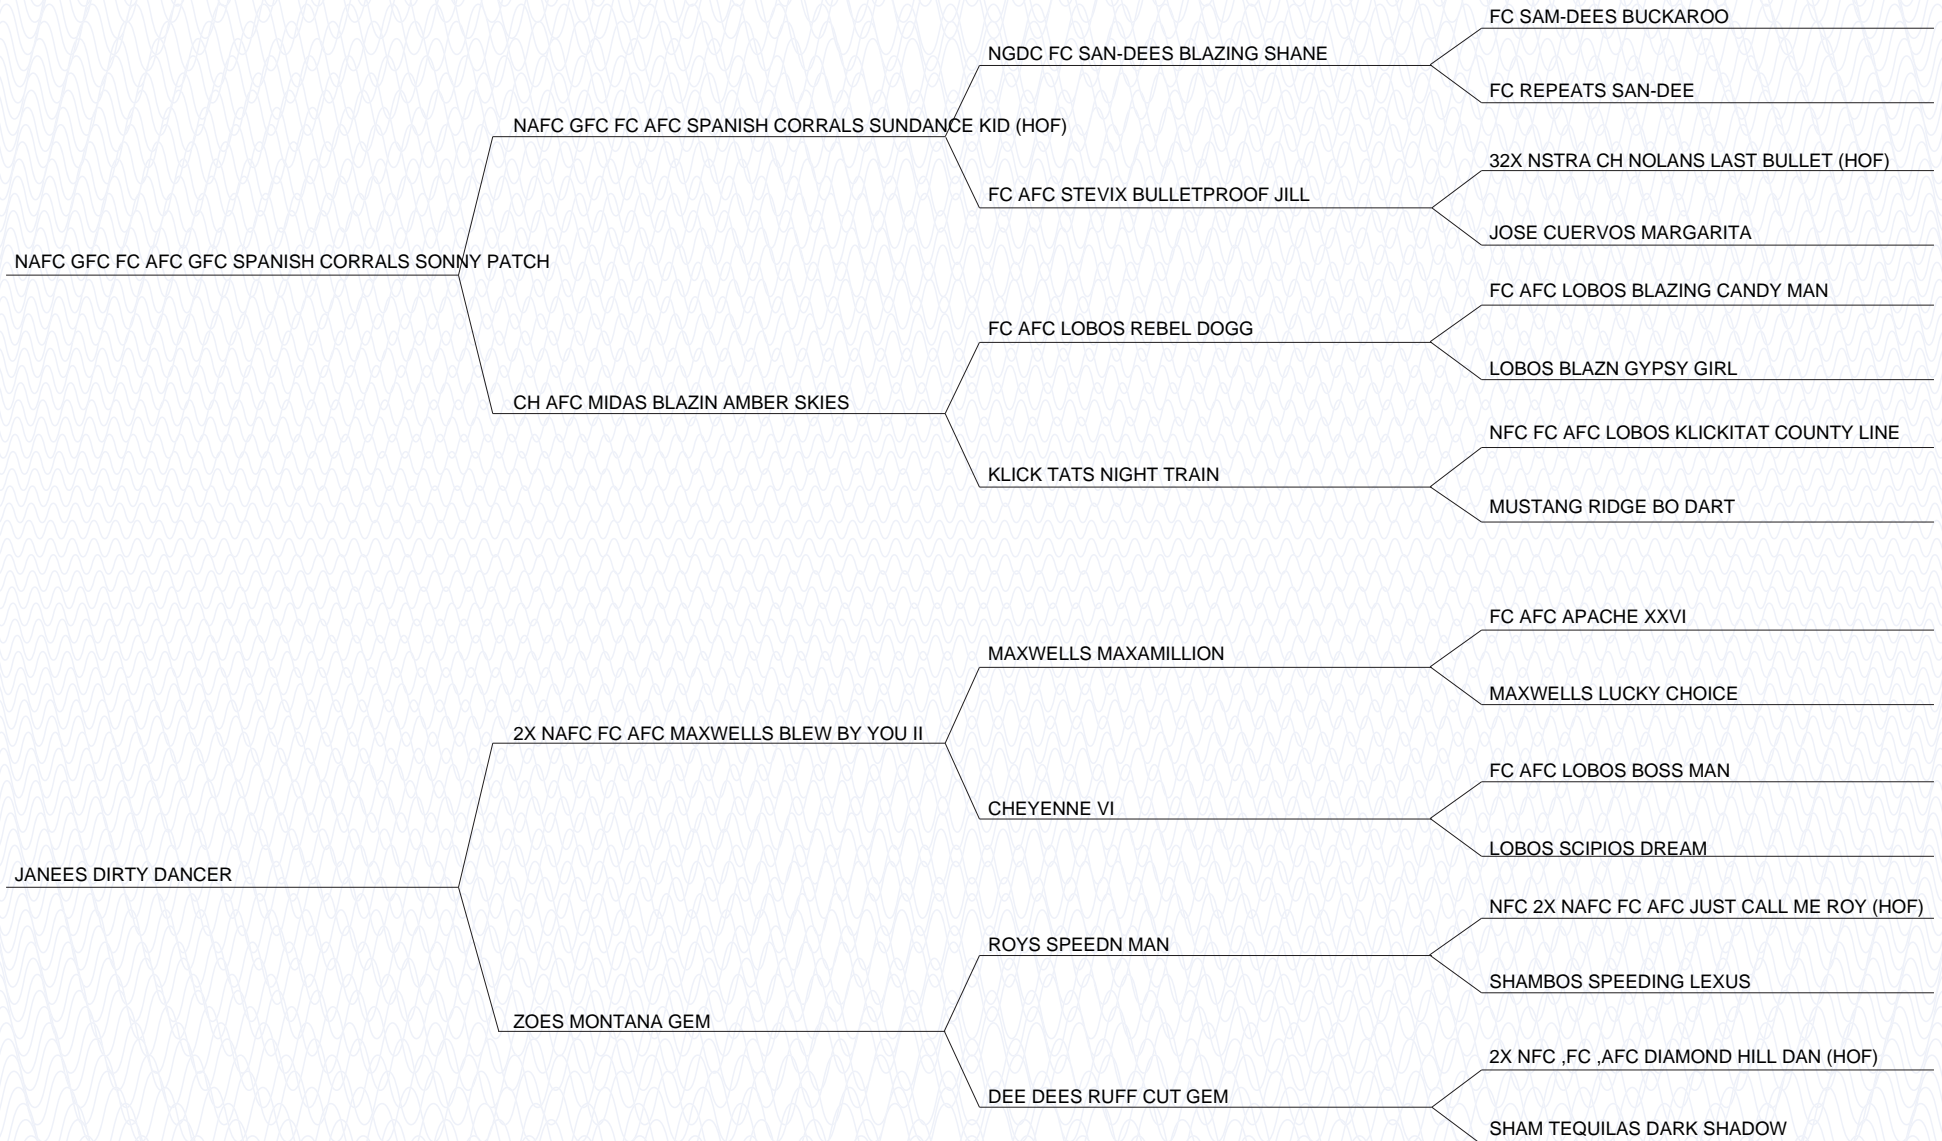 FC SAM-DEES BUCKAROO
NGDC FC SAN-DEES BLAZING SHANE
FC REPEATS SAN-DEE
NAFC GFC FC AFC SPANISH CORRALS SUNDANCE KID (HOF)
32X NSTRA CH NOLANS LAST BULLET (HOF)
FC AFC STEVIX BULLETPROOF JILL
JOSE CUERVOS MARGARITA
NAFC GFC FC AFC GFC SPANISH CORRALS SONNY PATCH
FC AFC LOBOS BLAZING CANDY MAN
FC AFC LOBOS REBEL DOGG
LOBOS BLAZN GYPSY GIRL
CH AFC MIDAS BLAZIN AMBER SKIES
NFC FC AFC LOBOS KLICKITAT COUNTY LINE
KLICK TATS NIGHT TRAIN
MUSTANG RIDGE BO DART
FC AFC APACHE XXVI
MAXWELLS MAXAMILLION
MAXWELLS LUCKY CHOICE
2X NAFC FC AFC MAXWELLS BLEW BY YOU II
FC AFC LOBOS BOSS MAN
CHEYENNE VI
LOBOS SCIPIOS DREAM
JANEES DIRTY DANCER
NFC 2X NAFC FC AFC JUST CALL ME ROY (HOF)
ROYS SPEEDN MAN
SHAMBOS SPEEDING LEXUS
ZOES MONTANA GEM
2X NFC ,FC ,AFC DIAMOND HILL DAN (HOF)
DEE DEES RUFF CUT GEM
SHAM TEQUILAS DARK SHADOW